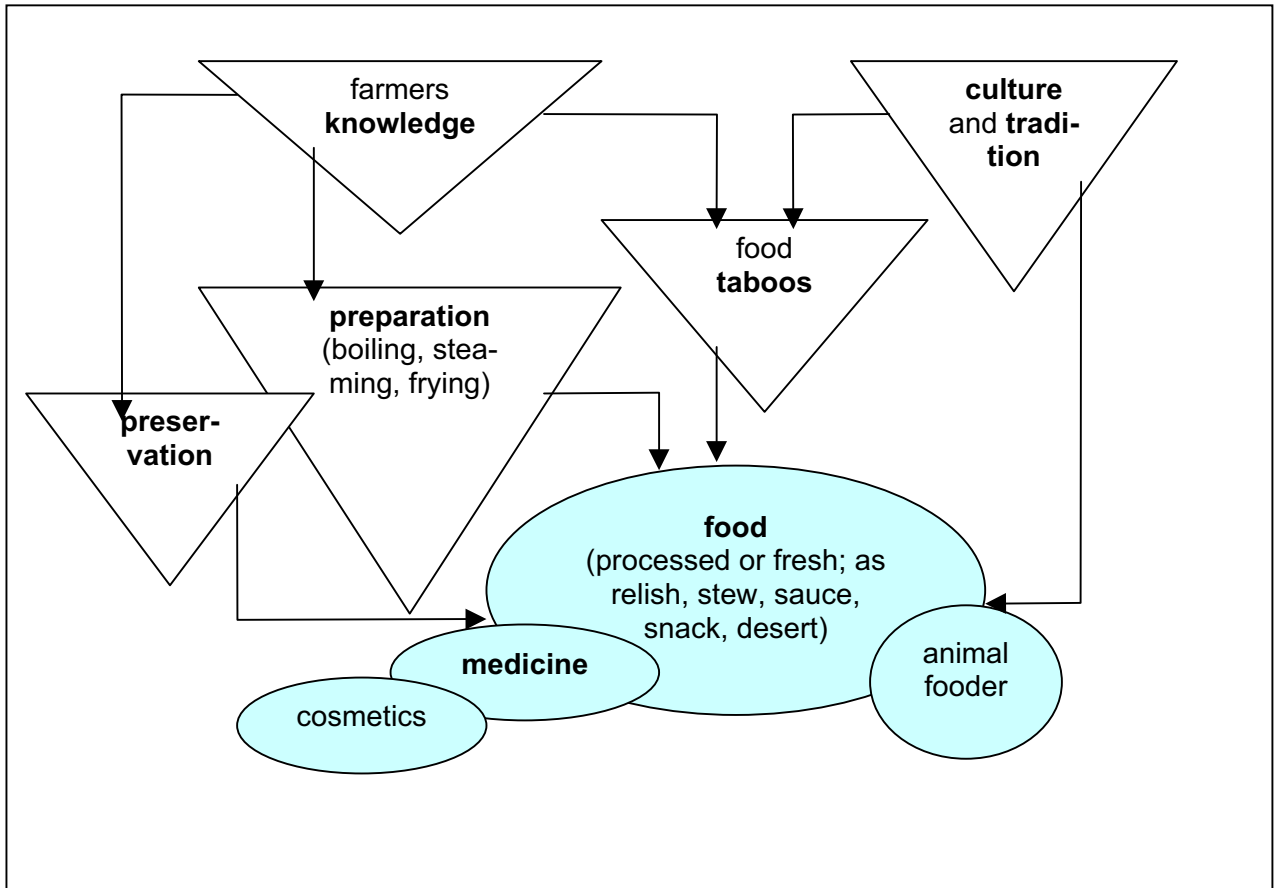 farmers
knowledge
culture
and tradi-
tion
food
taboos
preparation
(boiling, stea-
ming, frying)
preser-
vation
food
(processed or fresh; as
relish, stew, sauce,
snack, desert)
medicine
animal
fooder
cosmetics